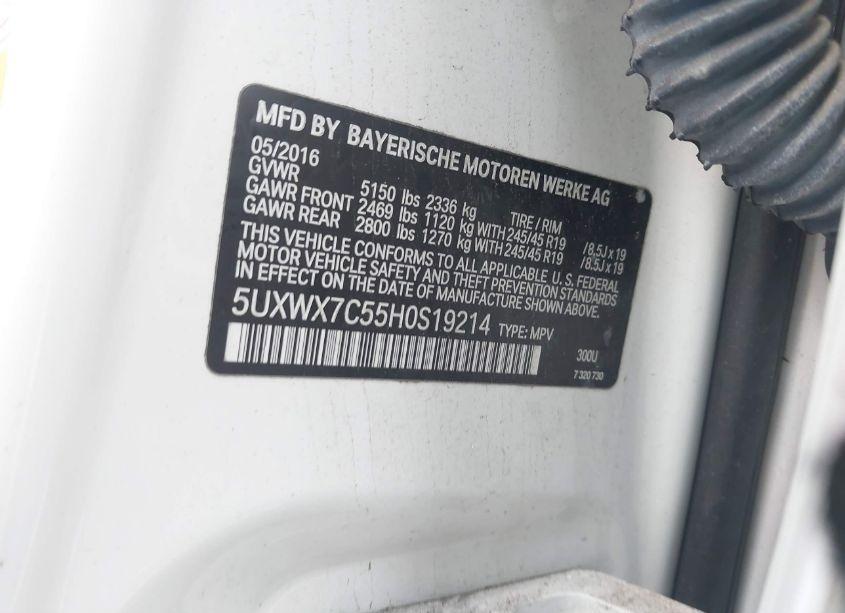 MFD BY BAYERISCHE MOTOREN WERKE AG
05/2016
GVWR 5150 lbs 2336 kg TIRE / RIM
GAWR FRONT 2469 lbs 1120 kg WITH 245/45 R19 /8.5J x 19
GAWR REAR 2800 lbs 1270 kg WITH 245/45 R19 /8.5J x 19
THIS VEHICLE CONFORMS TO ALL APPLICABLE U.S. FEDERAL
MOTOR VEHICLE SAFETY AND THEFT PREVENTION STANDARDS
IN EFFECT ON THE DATE OF MANUFACTURE SHOWN ABOVE.
5UXWX7C55H0S19214 TYPE: MPV
300U
7 320 730